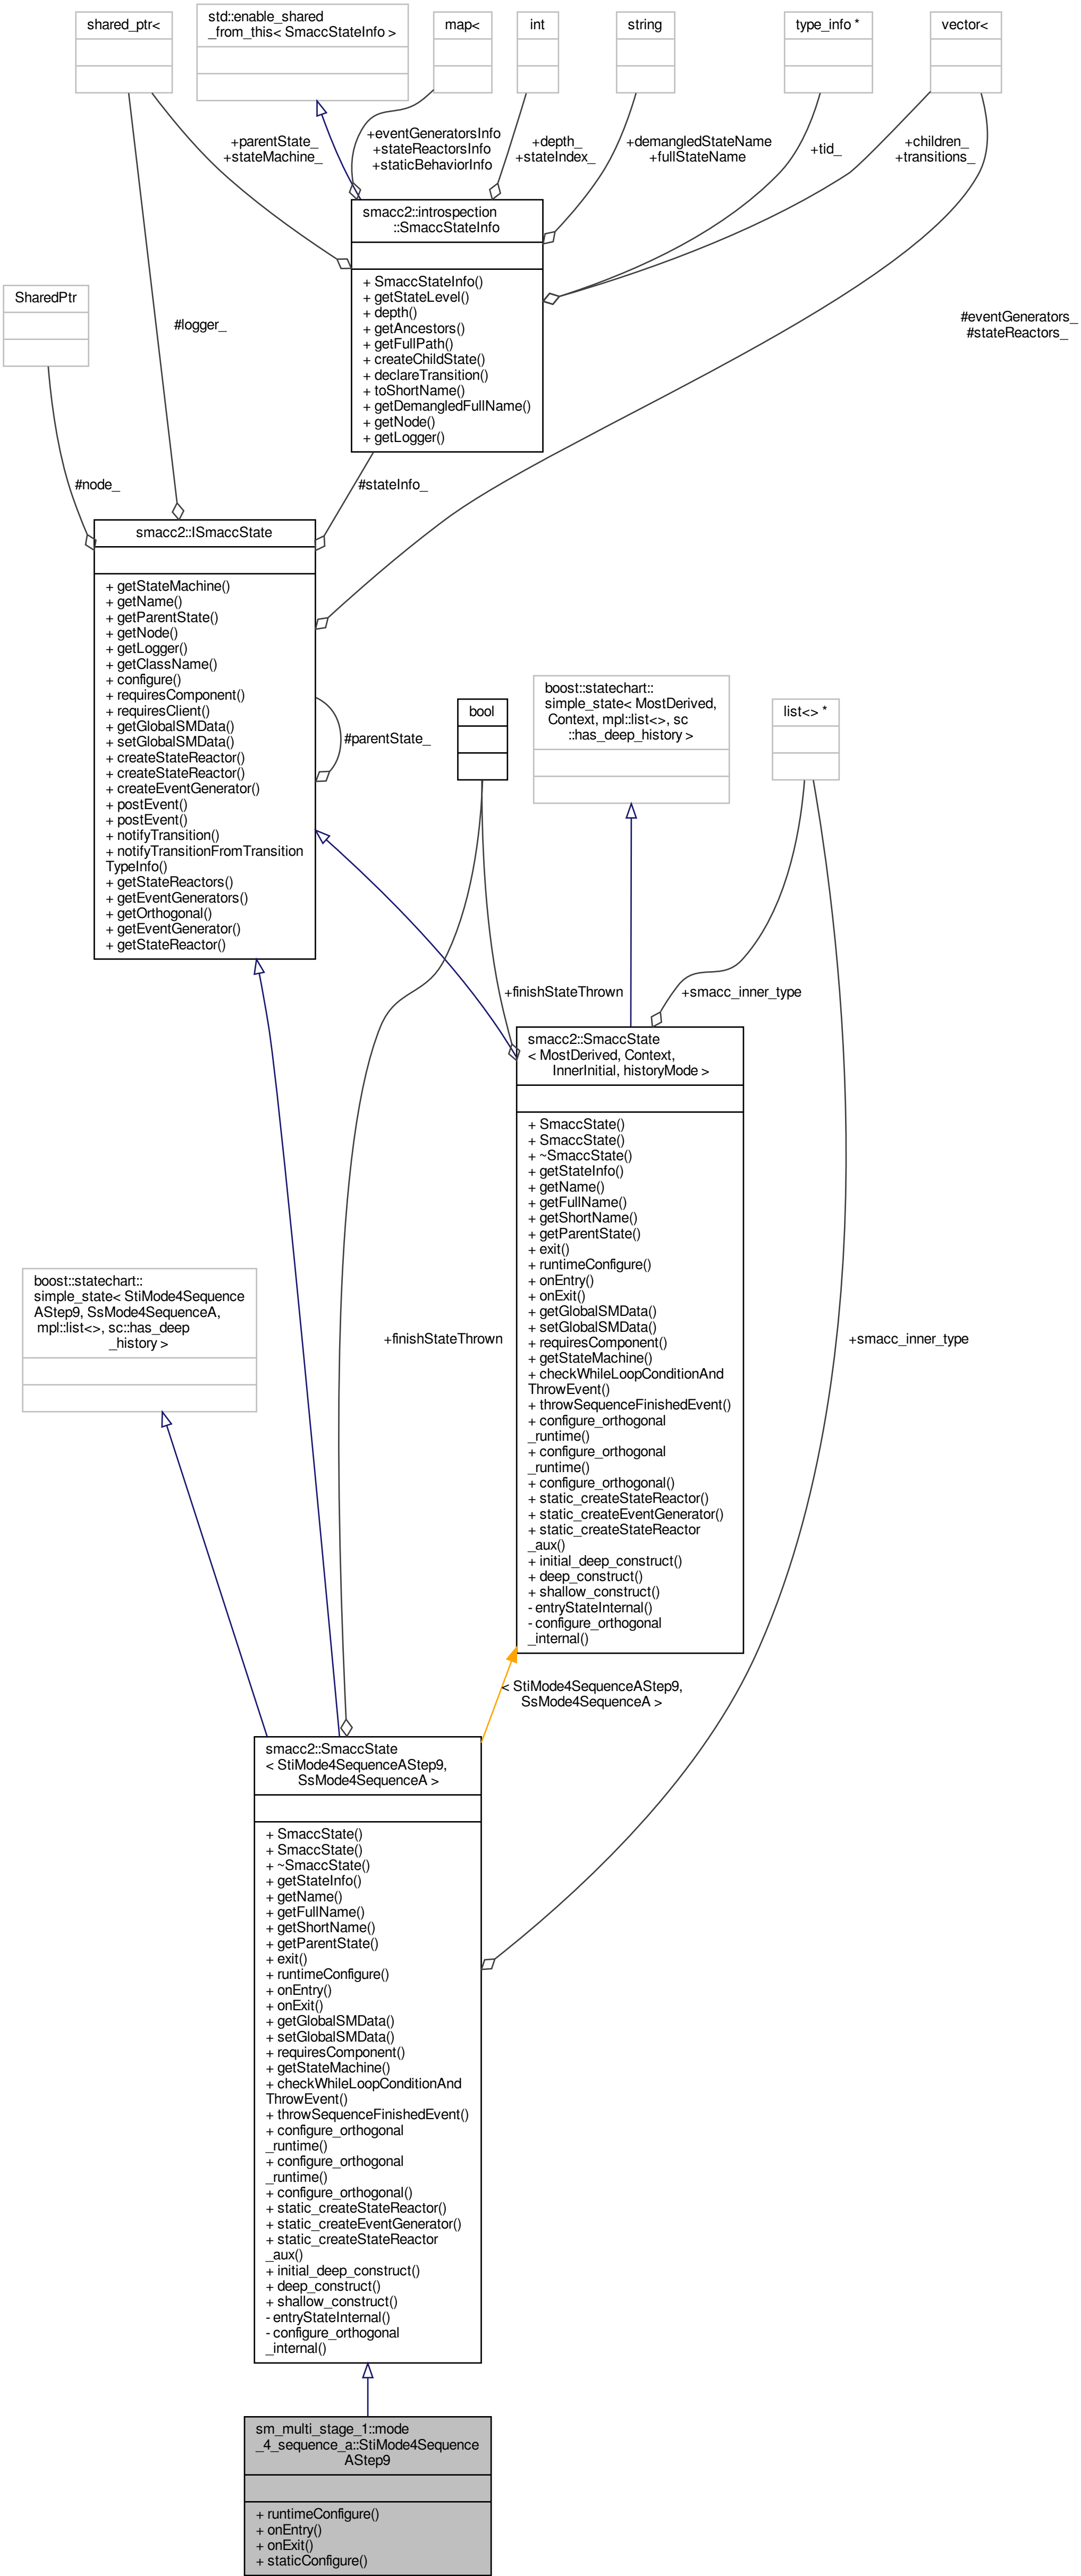 shared_ptr<
std::enable_shared
_from_this< SmaccStateInfo >
map<
int
string
type_info *
vector<
+parentState_
+stateMachine_
+eventGeneratorsInfo
+stateReactorsInfo
+staticBehaviorInfo
+depth_
+stateIndex_
+demangledStateName
+fullStateName
+tid_
+children_
+transitions_
smacc2::introspection
::SmaccStateInfo
+ SmaccStateInfo()
+ getStateLevel()
+ depth()
+ getAncestors()
+ getFullPath()
+ createChildState()
+ declareTransition()
+ toShortName()
+ getDemangledFullName()
+ getNode()
+ getLogger()
SharedPtr
#logger_
#eventGenerators_
#stateReactors_
#node_
#stateInfo_
smacc2::ISmaccState
+ getStateMachine()
+ getName()
+ getParentState()
+ getNode()
+ getLogger()
+ getClassName()
+ configure()
+ requiresComponent()
+ requiresClient()
+ getGlobalSMData()
+ setGlobalSMData()
+ createStateReactor()
+ createStateReactor()
+ createEventGenerator()
+ postEvent()
+ postEvent()
+ notifyTransition()
+ notifyTransitionFromTransition
TypeInfo()
+ getStateReactors()
+ getEventGenerators()
+ getOrthogonal()
+ getEventGenerator()
+ getStateReactor()
#parentState_
bool
boost::statechart::
simple_state< MostDerived,
Context, mpl::list<>, sc
::has_deep_history >
list<> *
+finishStateThrown
+smacc_inner_type
smacc2::SmaccState
< MostDerived, Context,
InnerInitial, historyMode >
+ SmaccState()
+ SmaccState()
+ ~SmaccState()
+ getStateInfo()
+ getName()
+ getFullName()
+ getShortName()
+ getParentState()
+ exit()
+ runtimeConfigure()
+ onEntry()
+ onExit()
+ getGlobalSMData()
+ setGlobalSMData()
+ requiresComponent()
+ getStateMachine()
+ checkWhileLoopConditionAnd
ThrowEvent()
+ throwSequenceFinishedEvent()
+ configure_orthogonal
_runtime()
+ configure_orthogonal
_runtime()
+ configure_orthogonal()
+ static_createStateReactor()
+ static_createEventGenerator()
+ static_createStateReactor
_aux()
+ initial_deep_construct()
+ deep_construct()
+ shallow_construct()
- entryStateInternal()
- configure_orthogonal
_internal()
boost::statechart::
simple_state< StiMode4Sequence
AStep9, SsMode4SequenceA,
mpl::list<>, sc::has_deep
_history >
+finishStateThrown
+smacc_inner_type
< StiMode4SequenceAStep9,
SsMode4SequenceA >
smacc2::SmaccState
< StiMode4SequenceAStep9,
SsMode4SequenceA >
+ SmaccState()
+ SmaccState()
+ ~SmaccState()
+ getStateInfo()
+ getName()
+ getFullName()
+ getShortName()
+ getParentState()
+ exit()
+ runtimeConfigure()
+ onEntry()
+ onExit()
+ getGlobalSMData()
+ setGlobalSMData()
+ requiresComponent()
+ getStateMachine()
+ checkWhileLoopConditionAnd
ThrowEvent()
+ throwSequenceFinishedEvent()
+ configure_orthogonal
_runtime()
+ configure_orthogonal
_runtime()
+ configure_orthogonal()
+ static_createStateReactor()
+ static_createEventGenerator()
+ static_createStateReactor
_aux()
+ initial_deep_construct()
+ deep_construct()
+ shallow_construct()
- entryStateInternal()
- configure_orthogonal
_internal()
sm_multi_stage_1::mode
_4_sequence_a::StiMode4Sequence
AStep9
+ runtimeConfigure()
+ onEntry()
+ onExit()
+ staticConfigure()